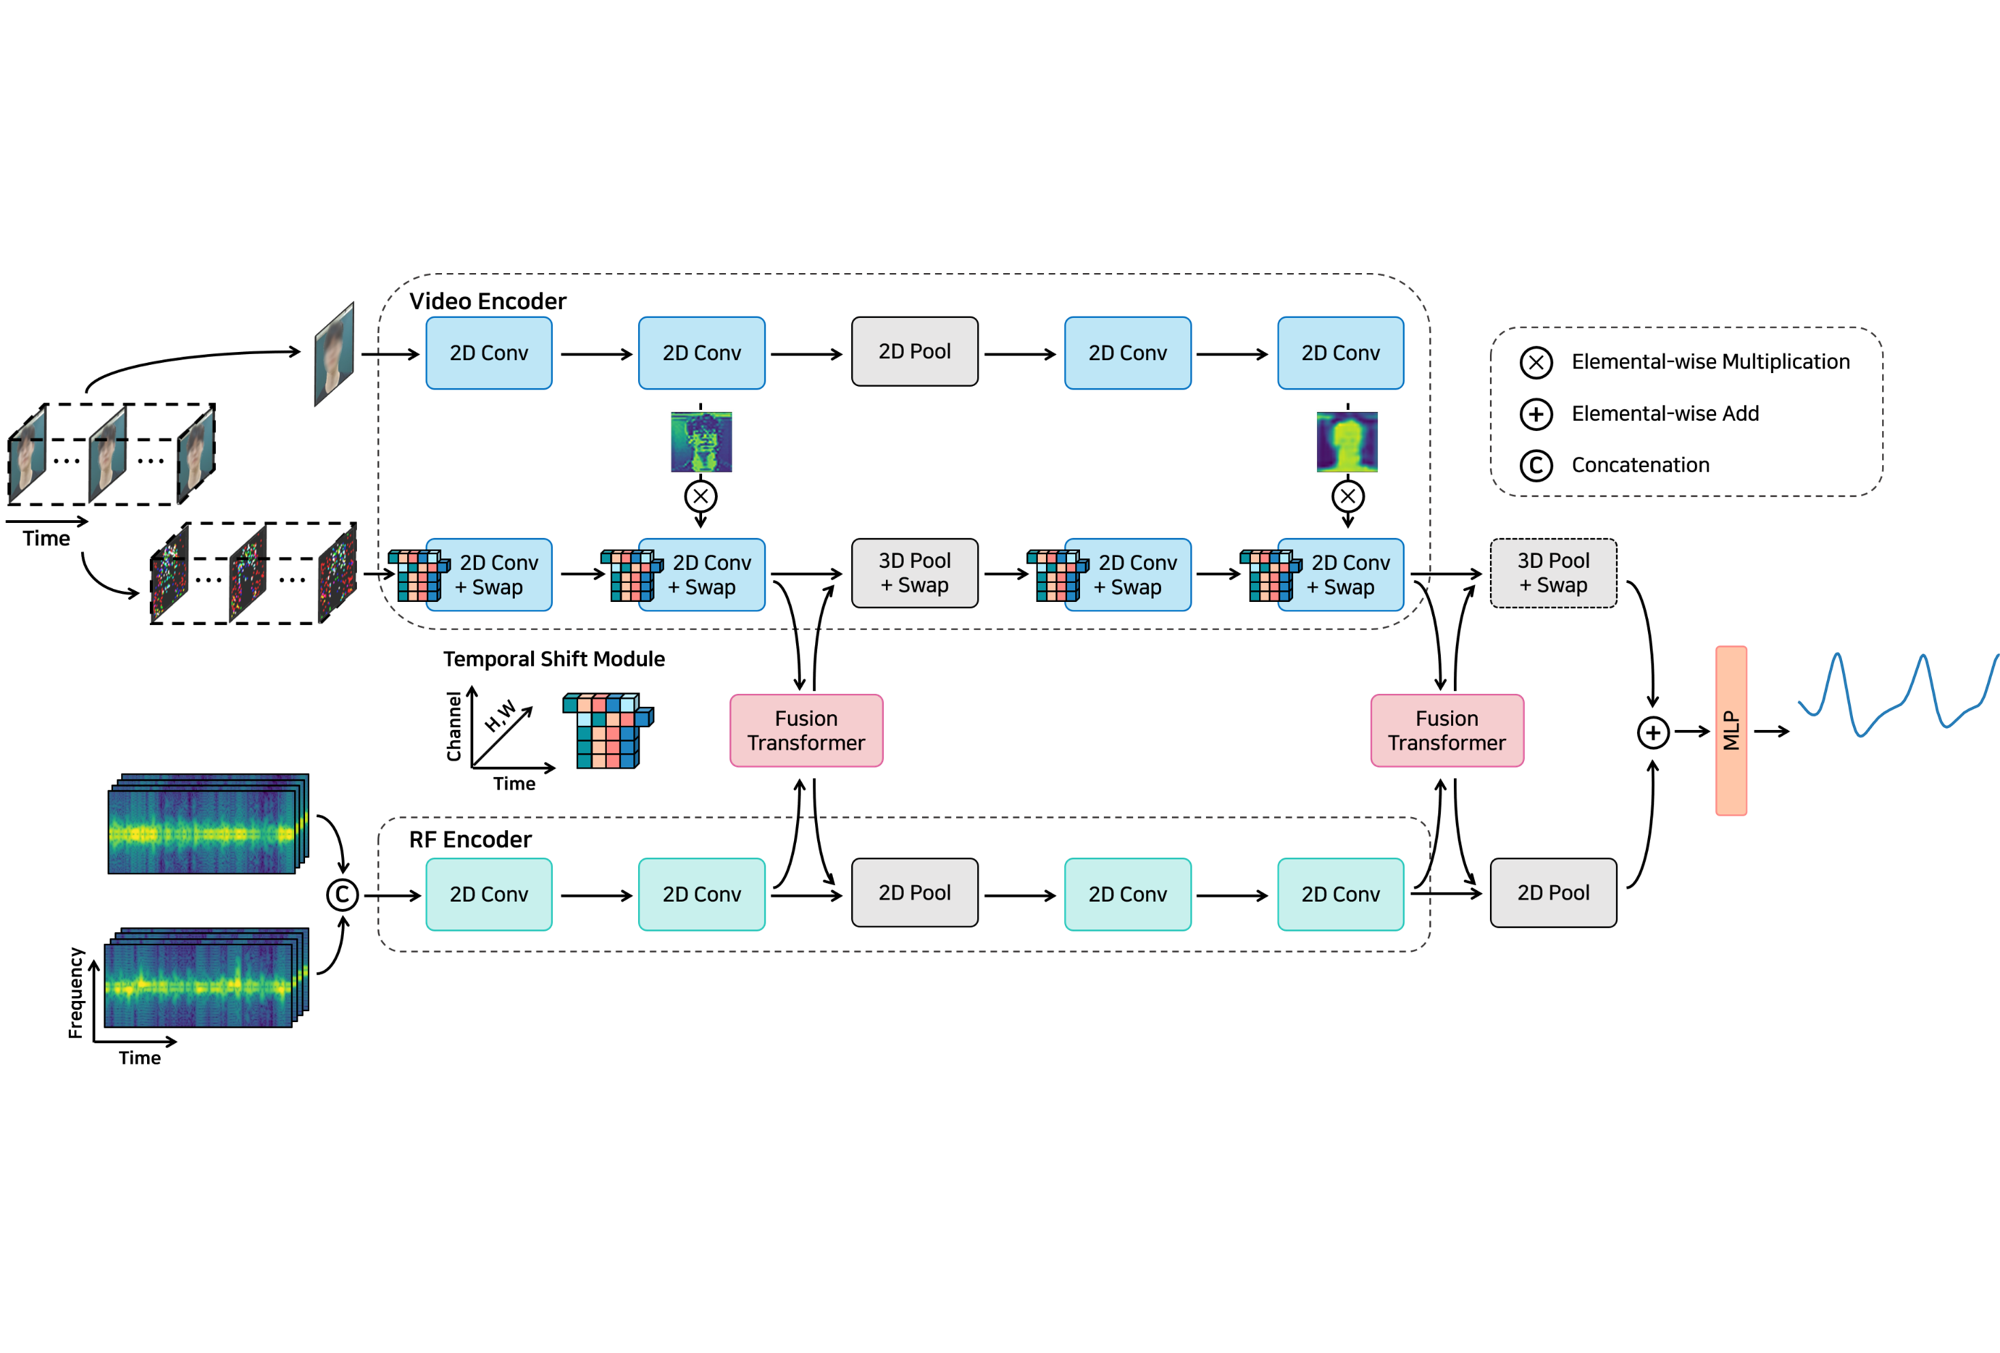 Video Encoder
2D Conv
2D Conv
2D Pool
2D Conv
2D Conv
Elemental-wise Multiplication
Elemental-wise Add
C Concatenation
Time
2D Conv
+ Swap
2D Conv
+ Swap
3D Pool
+ Swap
2D Conv
+ Swap
2D Conv
+ Swap
3D Pool
+ Swap
Temporal Shift Module
Channel
H,W
Time
Fusion
Transformer
Fusion
Transformer
MLP
RF Encoder
C
2D Conv
2D Conv
2D Pool
2D Conv
2D Conv
2D Pool
Frequency
Time